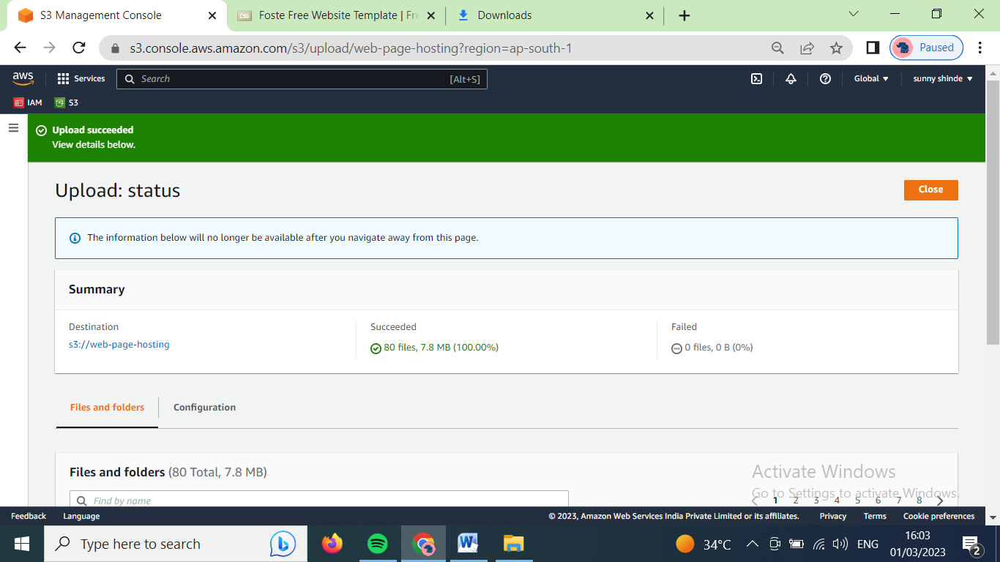 S3 Management Console
Foste Free Website Template | Fre
Downloads
s3.console.aws.amazon.com/s3/upload/web-page-hosting?region=ap-south-1
Paused
aws
Services
Search
[Alt+S]
Global
sunny shinde
IAM
S3
Upload succeeded
View details below.
Upload: status
Close
The information below will no longer be available after you navigate away from this page.
Summary
Destination
Succeeded
Failed
s3://web-page-hosting
80 files, 7.8 MB (100.00%)
0 files, 0 B (0%)
Files and folders
Configuration
Files and folders (80 Total, 7.8 MB)
Find by name
1 2 3 4 5 6 7 8
Activate Windows
Go to Settings to activate Windows.
Feedback
Language
© 2023, Amazon Web Services India Private Limited or its affiliates.
Privacy
Terms
Cookie preferences
Type here to search
34°C
ENG
16:03
01/03/2023
2